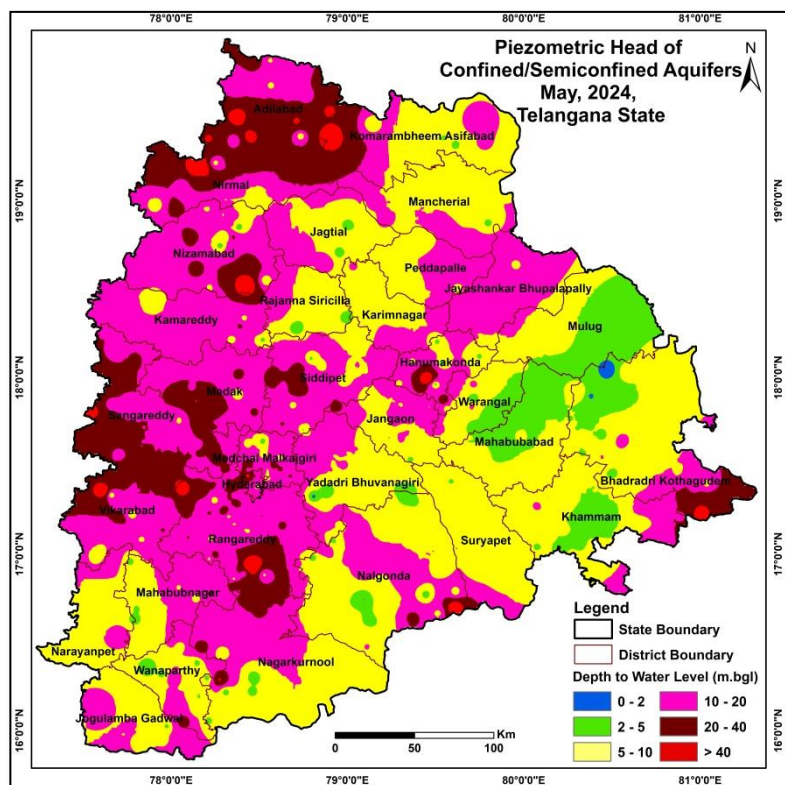 78°0'0"E 79°0'0"E 80°0'0"E 81°0'0"E
Piezometric Head of
Confined/Semiconfined Aquifers
May, 2024,
Telangana State
N
Adilabad
Komarambheem Asifabad
Nirmal
19°0'0"N 19°0'0"N
Mancherial
Jagtial
Nizamabad
Peddapalle
Jayashankar Bhupalapally
Rajanna Siricilla
Karimnagar
Kamareddy
Mulug
18°0'0"N 18°0'0"N
Hanumakonda
Siddipet
Medak
Warangal
Sangareddy
Jangaon
Mahabubabad
Medchal Malkajgiri
Hyderabad
Yadadri Bhuvanagiri
Bhadradri Kothagudem
Vikarabad
Khammam
Rangareddy
Suryapet
17°0'0"N 17°0'0"N
Nalgonda
Mahabubnagar
Narayanpet
Nagarkurnool
Wanaparthy
Jogulamba Gadwal
16°0'0"N 16°0'0"N
Legend
State Boundary
District Boundary
Depth to Water Level (m.bgl)
0 - 2 10 - 20
2 - 5 20 - 40
5 - 10 > 40
Km
0 50 100
78°0'0"E 79°0'0"E 80°0'0"E 81°0'0"E